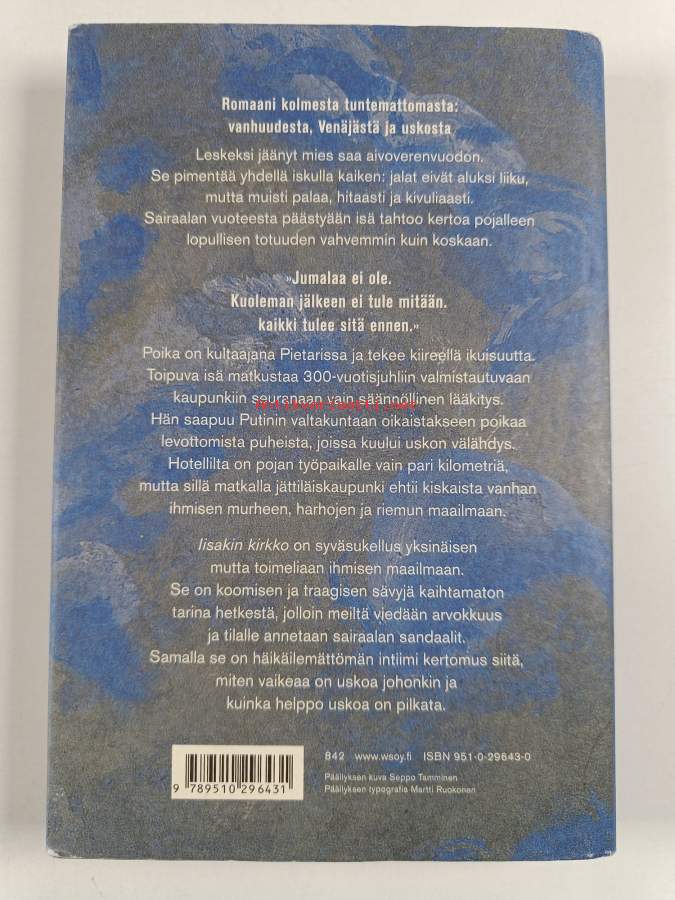 Romaani kolmesta tuntemattomasta:
vanhuudesta, Venäjästä ja uskosta
Leskeksi jäänyt mies saa aivoverenvuodon.
Se pimentää yhdellä iskulla kaiken: jalat eivät aluksi liiku,
mutta muisti palaa, hitaasti ja kivuliaasti.
Sairaalan vuoteesta päästyään isä tahtoo kertoa pojalleen
lopullisen totuuden vahvemmin kuin koskaan.
»Jumalaa ei ole.
Kuoleman jälkeen ei tule mitään.
kaikki tulee sitä ennen.»
Poika on kultaajana Pietarissa ja tekee kiireellä ikuisuutta.
Toipuva isä matkustaa 300-vuotisjuhliin valmistautuvaan
kaupunkiin seuranaan vain säännöllinen lääkitys.
Hän saapuu Putinin valtakuntaan oikaistakseen poikaa
levottomista puheista, joissa kuului uskon välähdys.
Hotellilta on pojan työpaikalle vain pari kilometriä,
mutta sillä matkalla jättiläiskaupunki ehtii kiskaista vanhan
ihmisen murheen, harhojen ja riemun maailmaan.
Iisakin kirkko on syväsukellus yksinäisen
mutta toimeliaan ihmisen maailmaan.
Se on koomisen ja traagisen sävyjä kaihtamaton
tarina hetkestä, jolloin meiltä viedään arvokkuus
ja tilalle annetaan sairaalan sandaalit.
Samalla se on häikäilemättömän intiimi kertomus siitä,
miten vaikeaa on uskoa johonkin ja
kuinka helppo uskoa on pilkata.
842 www.wsoy.fi ISBN 951-0-29643-0
Päällyksen kuva Seppo Tamminen
Päällyksen typografia Martti Ruokonen
9 789510 296431